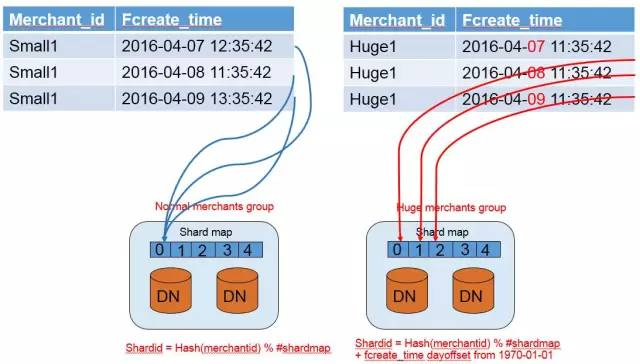 Merchant_id Fcreate_time
Small1 2016-04-07 12:35:42
Small1 2016-04-08 11:35:42
Small1 2016-04-09 13:35:42
Merchant_id Fcreate_time
Huge1 2016-04-07 11:35:42
Huge1 2016-04-08 11:35:42
Huge1 2016-04-09 11:35:42
Normal merchants group
Shard map
0 1 2 3 4
DN DN
Shardid = Hash(merchantid) % #shardmap
Huge merchants group
Shard map
0 1 2 3 4
DN DN
Shardid = Hash(merchantid) % #shardmap
+ fcreate_time dayoffset from 1970-01-01